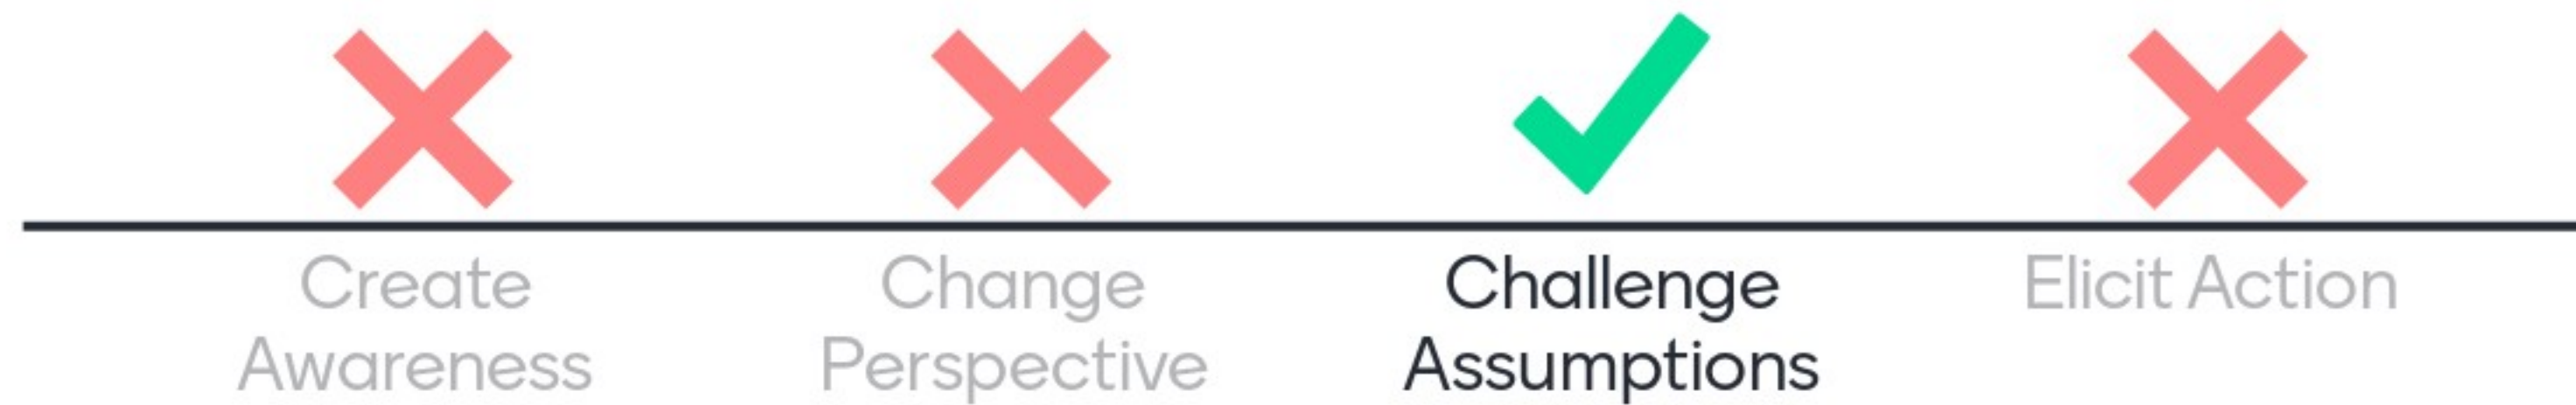 Create
Awareness
Change
Perspective
Challenge
Assumptions
Elicit Action